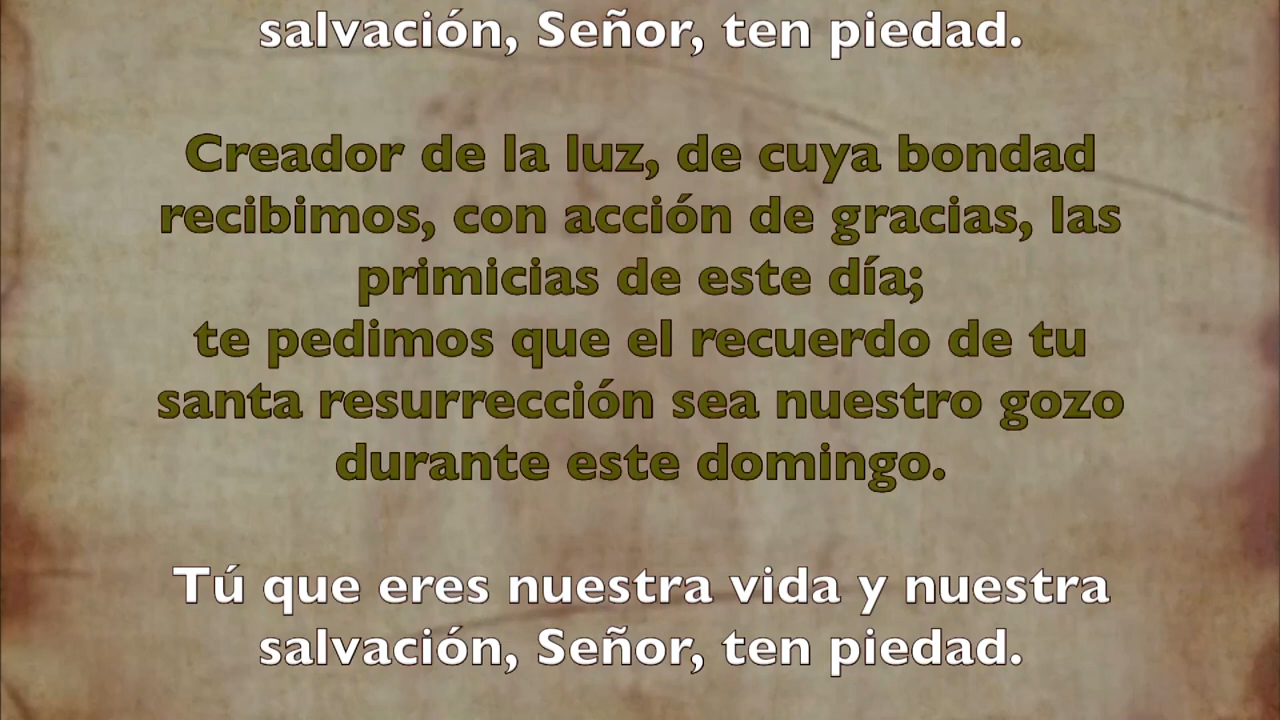 salvación, Señor, ten piedad.
Creador de la luz, de cuya bondad
recibimos, con acción de gracias, las
primicias de este día;
te pedimos que el recuerdo de tu
santa resurrección sea nuestro gozo
durante este domingo.
Tú que eres nuestra vida y nuestra
salvación, Señor, ten piedad.